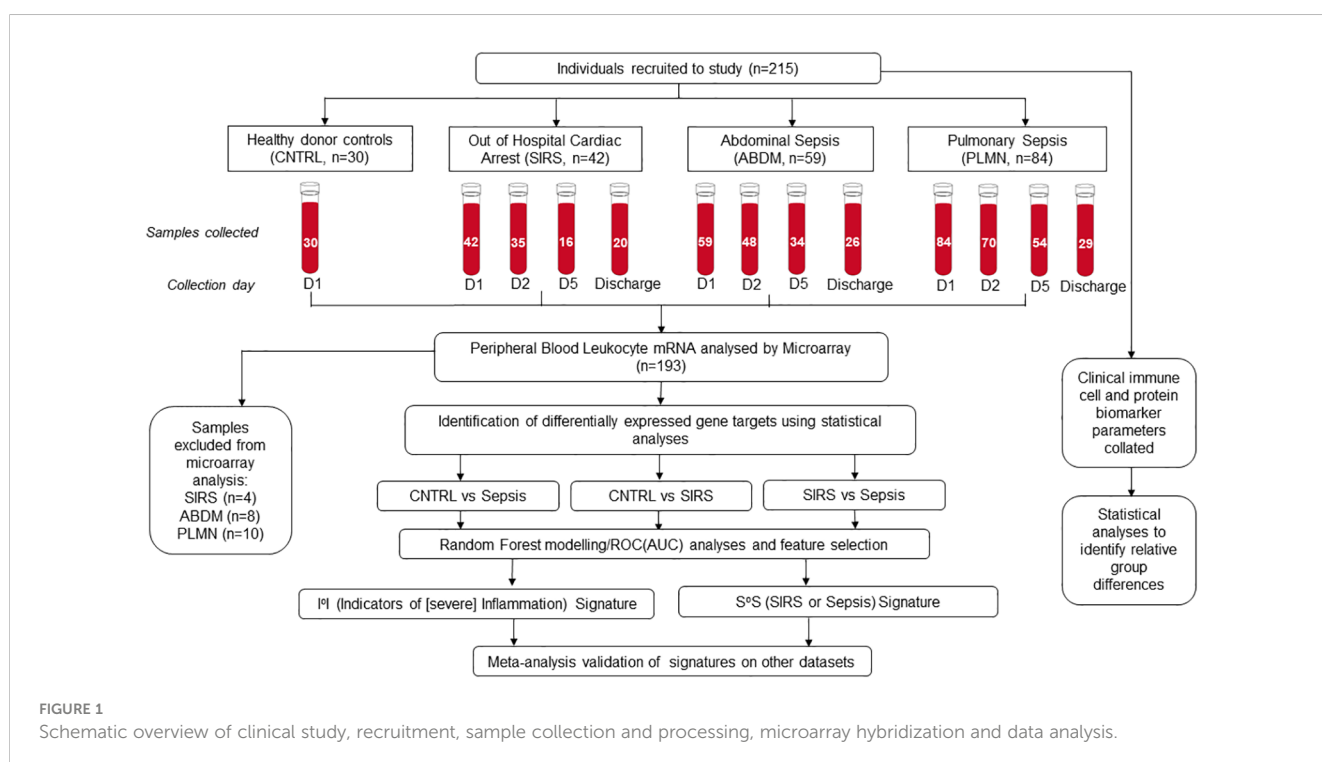 Individuals recruited to study (n=215)
Healthy donor controls
(CNTRL, n=30)
Out of Hospital Cardiac
Arrest (SIRS, n=42)
Abdominal Sepsis
(ABDM, n=59)
Pulmonary Sepsis
(PLMN, n=84)
Samples collected
30
42
35
16
20
59
48
34
26
84
70
54
29
Collection day
D1
D1
D2
D5
Discharge
D1
D2
D5
Discharge
D1
D2
D5
Discharge
Peripheral Blood Leukocyte mRNA analysed by Microarray
(n=193)
Samples
excluded from
microarray
analysis:
SIRS (n=4)
ABDM (n=8)
PLMN (n=10)
Identification of differentially expressed gene targets using statistical
analyses
CNTRL vs Sepsis
CNTRL vs SIRS
SIRS vs Sepsis
Random Forest modelling/ROC(AUC) analyses and feature selection
IºI (Indicators of [severe] Inflammation) Signature
SºS (SIRS or Sepsis) Signature
Meta-analysis validation of signatures on other datasets
Clinical immune
cell and protein
biomarker
parameters
collated
Statistical
analyses to
identify relative
group
differences
FIGURE 1
Schematic overview of clinical study, recruitment, sample collection and processing, microarray hybridization and data analysis.